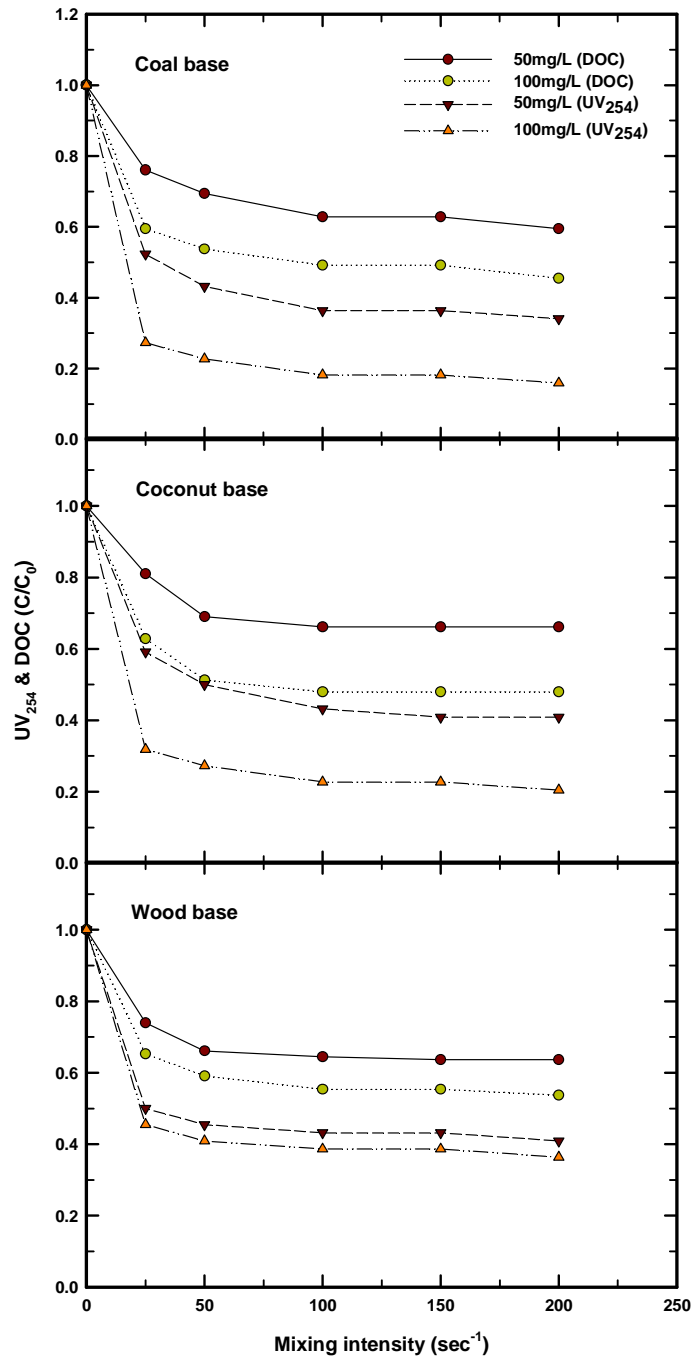 1.2
Coal base
50mg/L (DOC)
100mg/L (DOC)
50mg/L (UV254)
100mg/L (UV254)
1.0
0.8
0.6
0.4
0.2
0.0
Coconut base
1.0
0.8
0.6
0.4
0.2
0.0
UV254 & DOC (C/C0)
Wood base
1.0
0.8
0.6
0.4
0.2
0.0
0 50 100 150 200 250
Mixing intensity (sec-1)